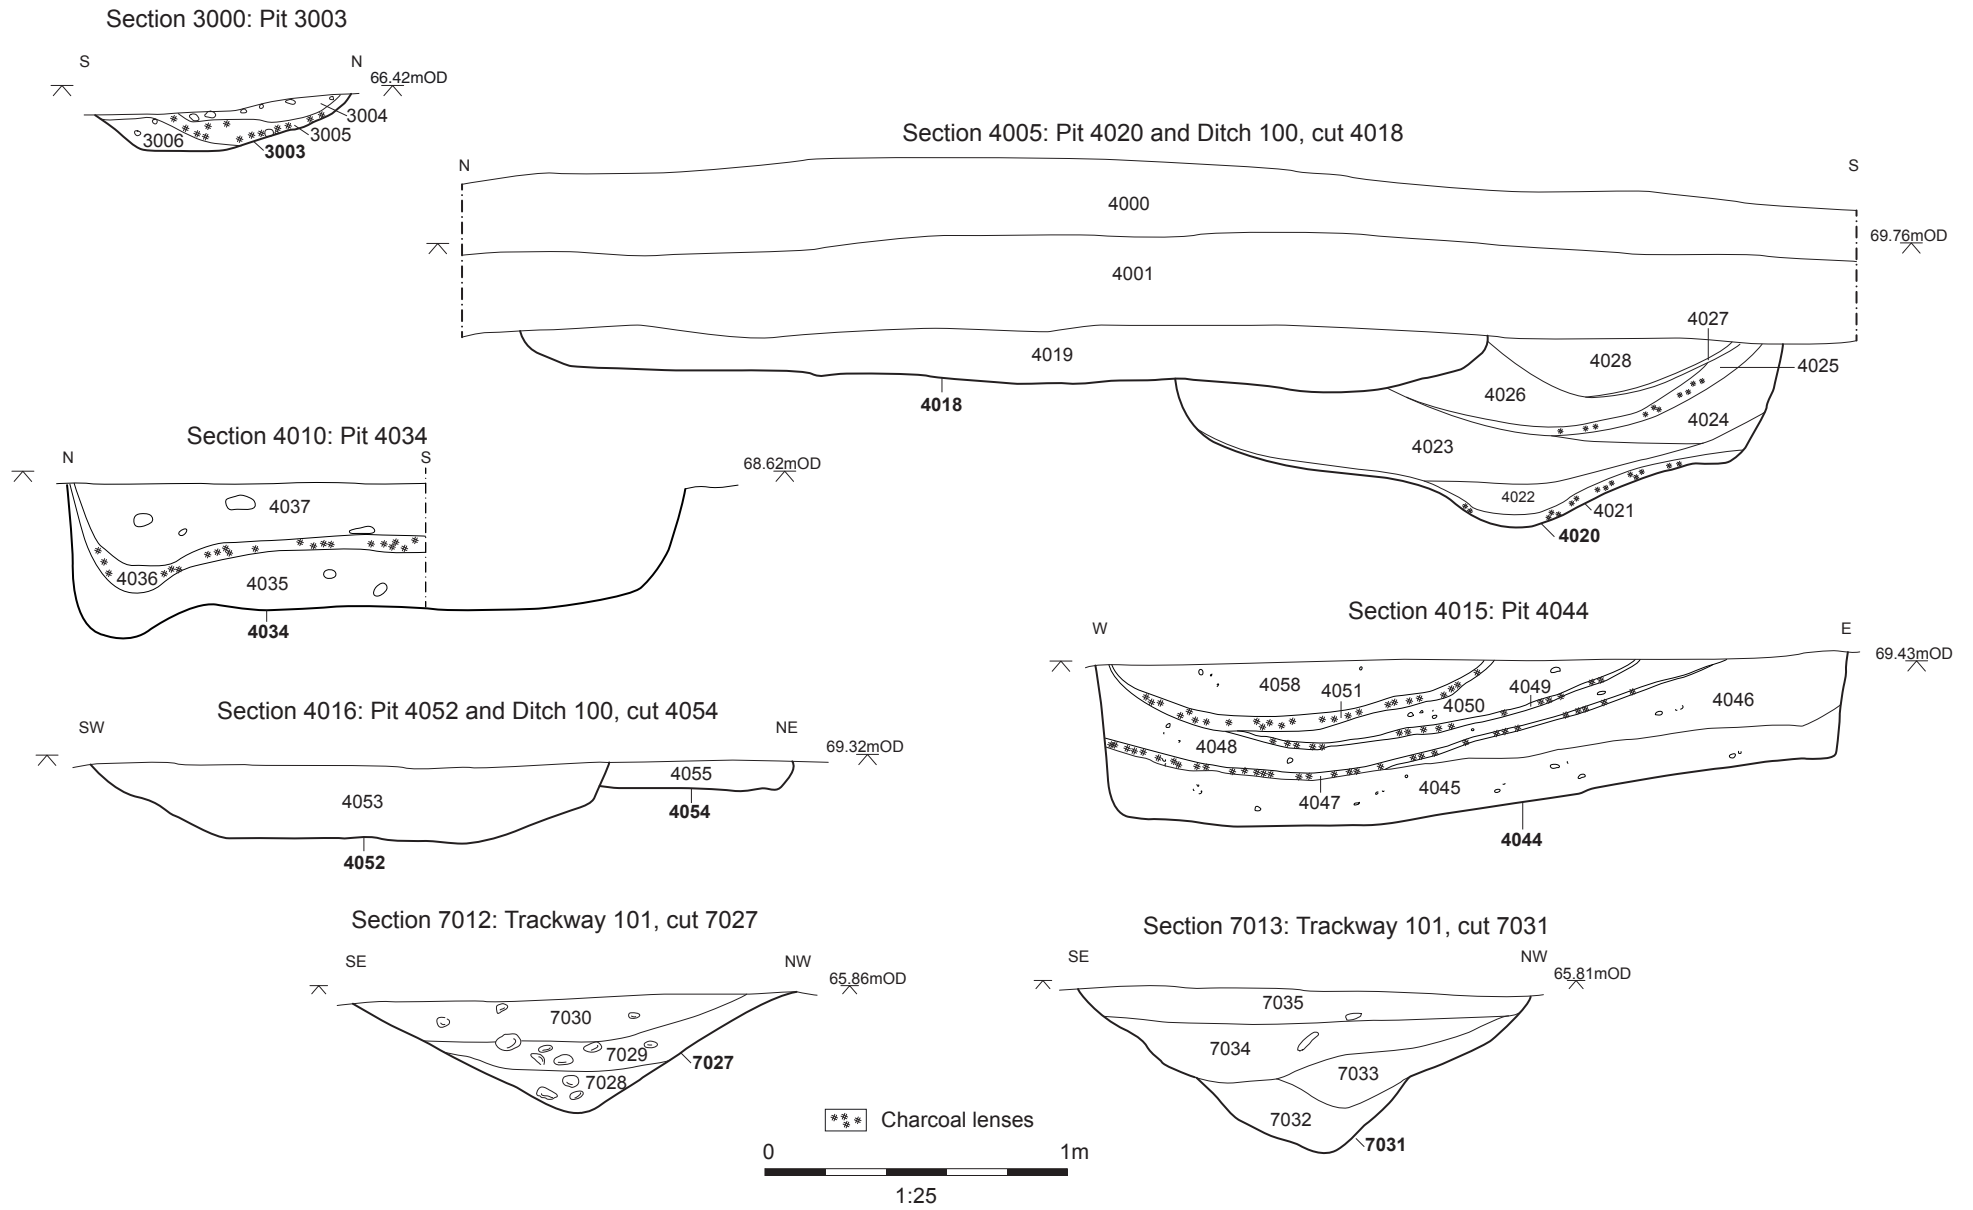 Section 3000: Pit 3003
S N
66.42mOD
3004
3005
3006
3003
Section 4005: Pit 4020 and Ditch 100, cut 4018
N S
4000
69.76mOD
4001
4027
4019
4028
4025
4026
4018
4024
4023
4022
4021
4020
Section 4010: Pit 4034
N S
68.62mOD
4037
4036
4035
4034
Section 4015: Pit 4044
W E
69.43mOD
4058
4051
4049
4050
4046
4048
4045
4047
4044
Section 4016: Pit 4052 and Ditch 100, cut 4054
SW NE
69.32mOD
4055
4053
4054
4052
Section 7012: Trackway 101, cut 7027
SE NW
65.86mOD
7030
7029
7027
7028
Section 7013: Trackway 101, cut 7031
SE NW
65.81mOD
7035
7034
7033
7032
7031
Charcoal lenses
0 1m
1:25